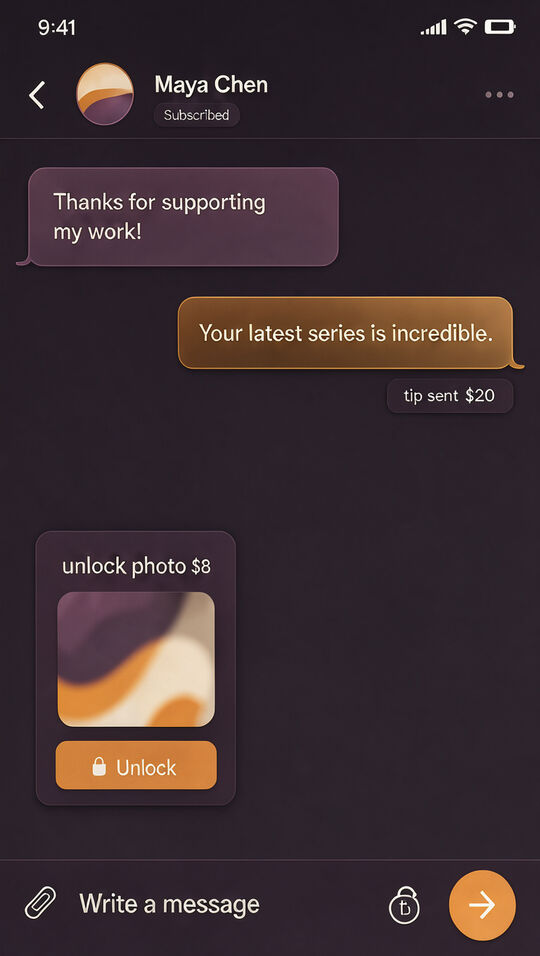 9:41
Maya Chen
Subscribed
Thanks for supporting
my work!
Your latest series is incredible.
tip sent $20
unlock photo $8
Unlock
Write a message